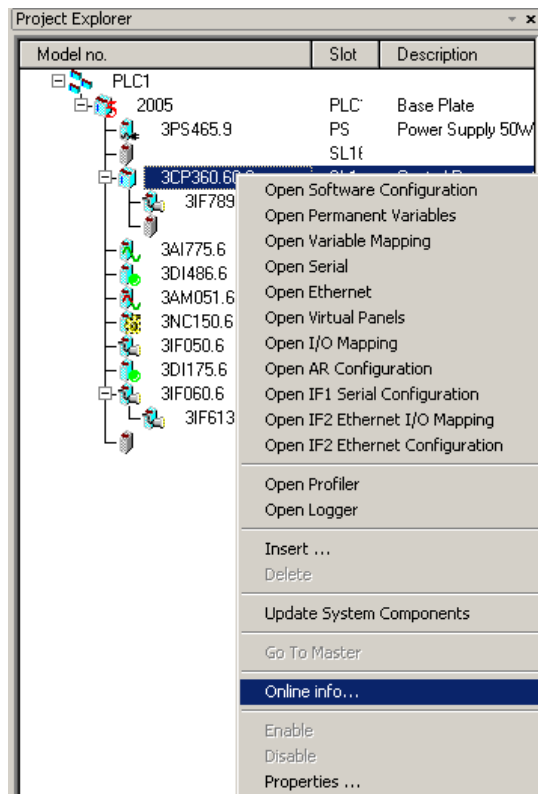 Project Explorer
Model no. Slot Description
PLC1
2005 PLC Base Plate
3PS465.9 PS Power Supply 50W
SL16
3CP360.60
3IF789
3AI775.6
3DI486.6
3AM051.6
3NC150.6
3IF050.6
3DI175.6
3IF060.6
3IF613
Open Software Configuration
Open Permanent Variables
Open Variable Mapping
Open Serial
Open Ethernet
Open Virtual Panels
Open I/O Mapping
Open AR Configuration
Open IF1 Serial Configuration
Open IF2 Ethernet I/O Mapping
Open IF2 Ethernet Configuration
Open Profiler
Open Logger
Insert ...
Delete
Update System Components
Go To Master
Online info...
Enable
Disable
Properties ...